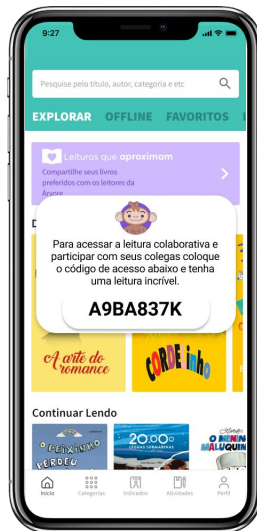 9:27
Pesquise pelo título, autor, categoria e etc
EXPLORAR OFFLINE FAVORITOS
Leituras que aproximam
Compartilhe seus livros
preferidos com os leitores da
Árvore
Para acessar a leitura colaborativa e
participar com seus colegas coloque
o código de acesso abaixo e tenha
uma leitura incrível.
A9BA837K
A arte do
romance
CORDELinho
Continuar Lendo
O PEIXINHO
PERDEU
20.000
LÉGUAS SUBMARINAS
O MENINO
MALUQUIN
Início Categorias Indicados Atividades Perfil